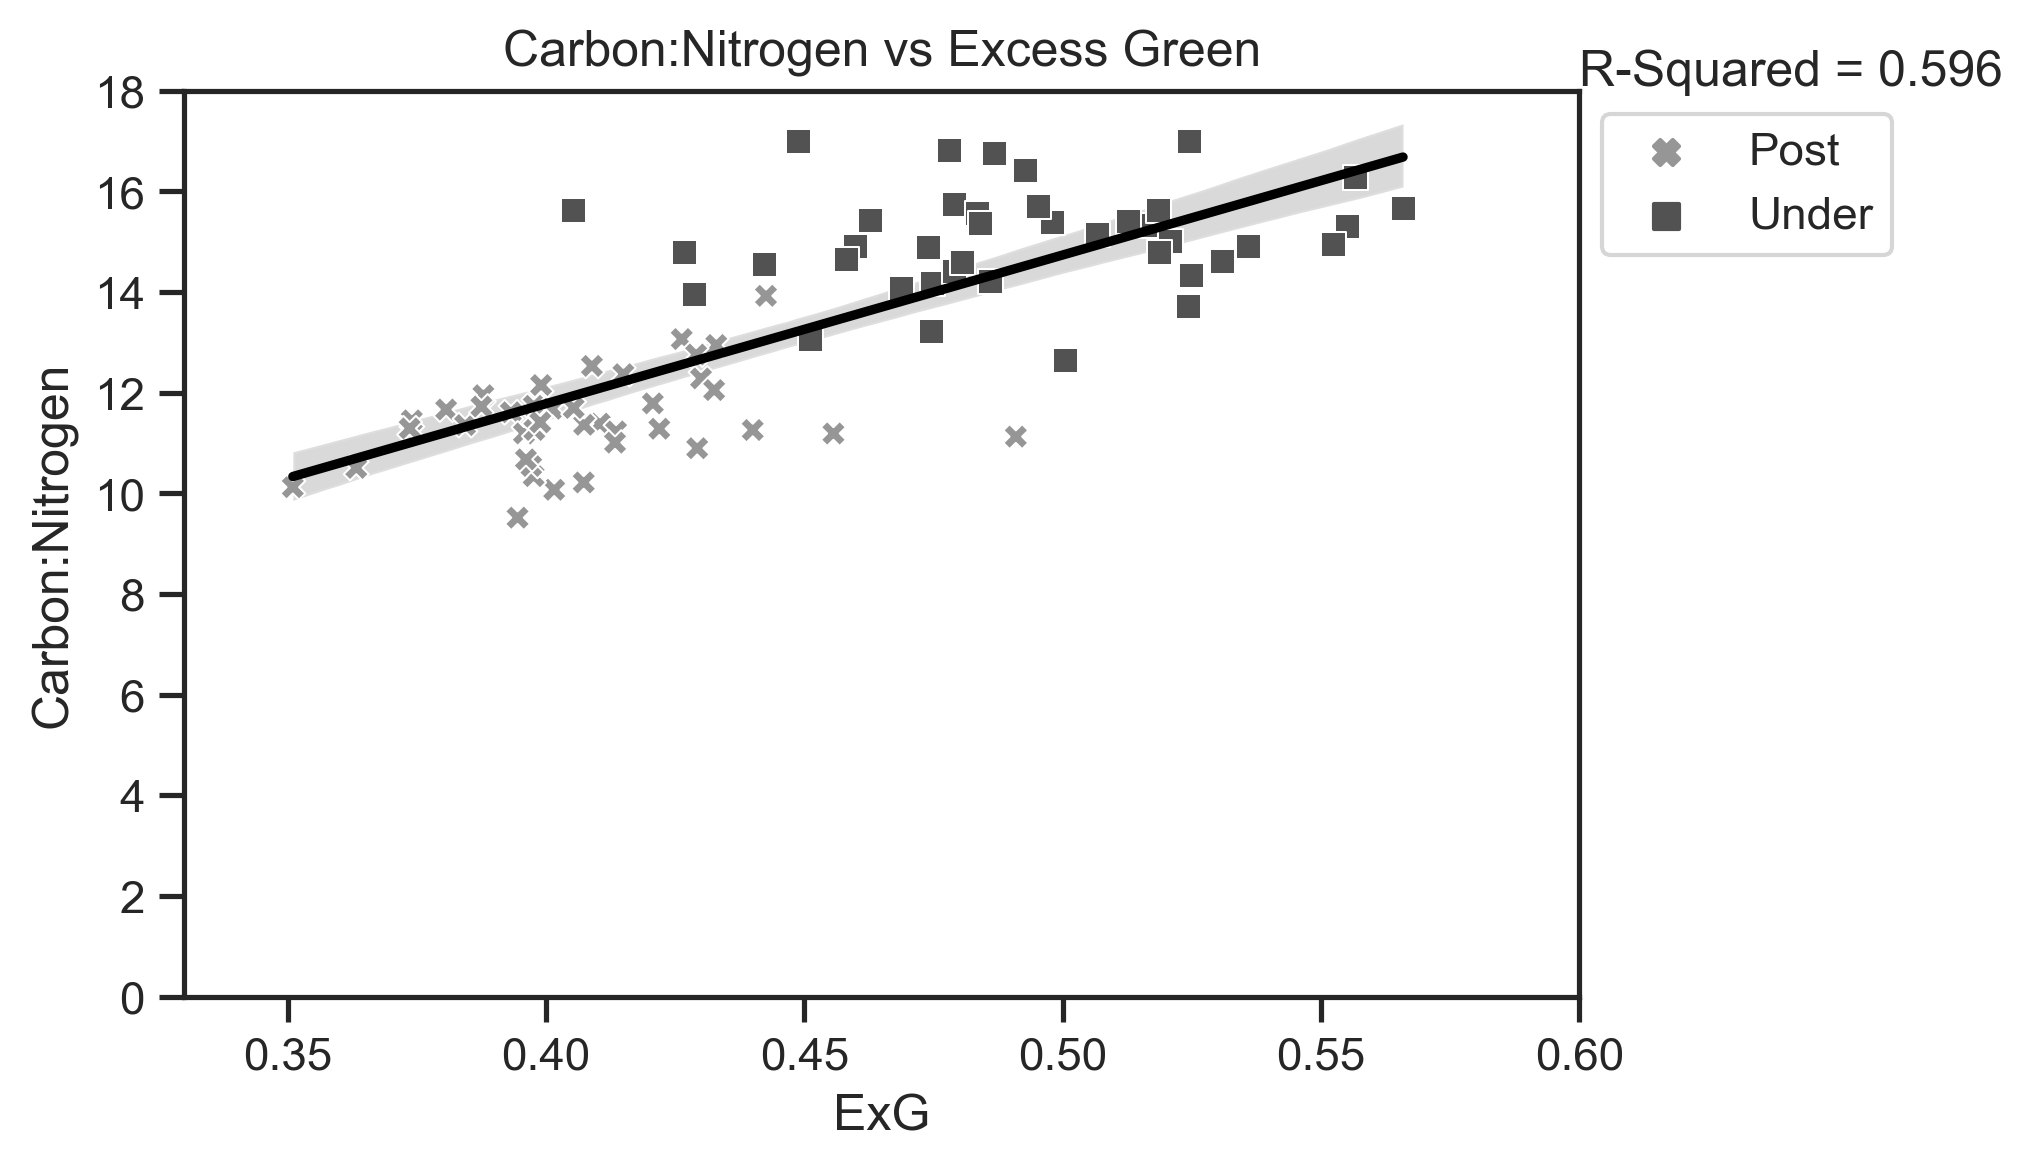 Carbon:Nitrogen vs Excess Green
R-Squared = 0.596
Post
Under
Carbon:Nitrogen
18
16
14
12
10
8
6
4
2
0
0.35 0.40 0.45 0.50 0.55 0.60
ExG